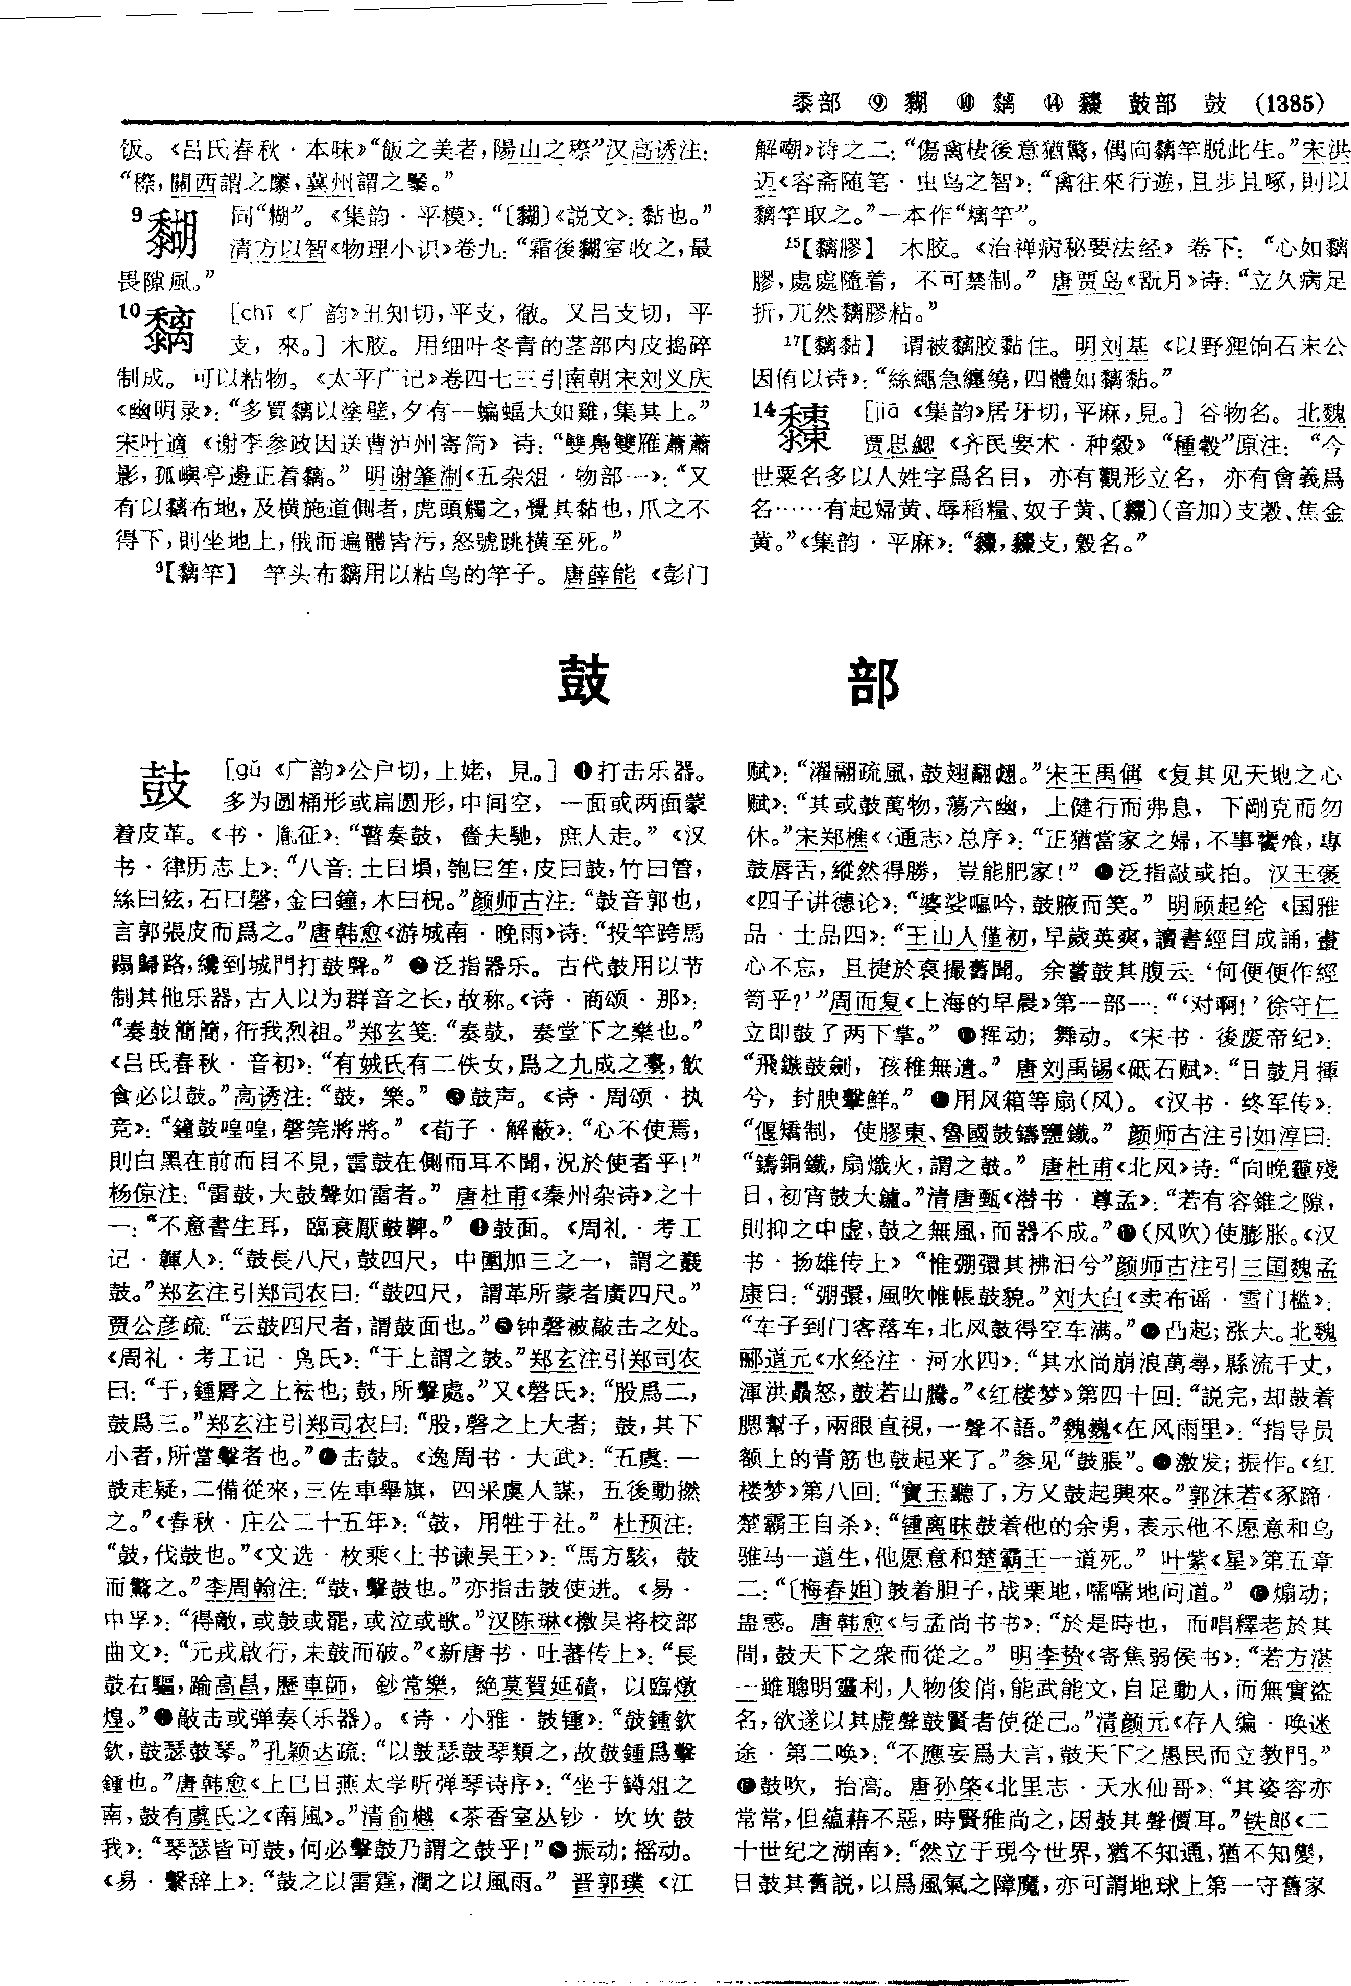 黍部 ⑨ 黏 ⑩ 黐 ⑭ 鼓部 鼓 (1385)
饭。《吕氏春秋·本味》“飯之美者，陽山之穄”汉高诱注：
“穄，關西謂之䵚，冀州謂之䅽。”
9 䊀 同“糊”。《集韵·平模》：“〔䊀〕《説文》：黏也。”
清方以智《物理小识》卷九：“霜後䊀室收之，最
畏隙風。”
10 黐 [chī《广韵》丑知切，平支，徹。又吕支切，平
支，來。] 木胶。用细叶冬青的茎部内皮捣碎
制成。可以粘物。《太平广记》卷四七三引南朝宋刘义庆
《幽明录》：“多買黐以塗壁，夕有一蝙蝠大如雞，集其上。”
宋叶適《谢李参政因送曹泸州寄简》诗：“雙鳧雙雁蕭蕭
影，孤嶼亭邊正着黐。”明谢肇淛《五杂俎·物部一》：“又
有以黐布地，及横施道側者，虎頭觸之，覺其黏也，爪之不
得下，則坐地上，俄而遍體皆污，怒號跳横至死。”
⁹【黐竿】 竿头布黐用以粘鸟的竿子。唐薛能《彭门
解嘲》诗之二：“傷禽棲後意猶驚，偶向黐竿脱此生。”宋洪
迈《容斋随笔·虫鸟之智》：“禽往來行遊，且步且啄，則以
黐竿取之。”一本作“樆竿”。
¹⁵【黐膠】 木胶。《治禅病秘要法经》卷下：“心如黐
膠，處處隨着，不可禁制。”唐贾岛《翫月》诗：“立久病足
折，兀然黐膠粘。”
¹⁷【黐黏】 谓被黐胶黏住。明刘基《以野狸饷石末公
因侑以诗》：“絲繩急纏繞，四體如黐黏。”
14 [jiā《集韵》居牙切，平麻，見。] 谷物名。北魏
贾思勰《齐民要术·种穀》“種穀”原注：“今
世粟名多以人姓字爲名目，亦有觀形立名，亦有會義爲
名……有起婦黄、辱稻糧、奴子黄、〔〕（音加）支穀、焦金
黄。”《集韵·平麻》：“，支，穀名。”
鼓 部
鼓 [gǔ《广韵》公户切，上姥，見。] ❶打击乐器。
多为圆桶形或扁圆形，中间空，一面或两面蒙
着皮革。《书·胤征》：“瞽奏鼓，嗇夫馳，庶人走。”《汉
书·律历志上》：“八音：土曰塤，匏曰笙，皮曰鼓，竹曰管，
絲曰絃，石曰磬，金曰鐘，木曰柷。”颜师古注：“鼓音郭也，
言郭張皮而爲之。”唐韩愈《游城南·晚雨》诗：“投竿跨馬
蹋歸路，纔到城門打鼓聲。”❷泛指器乐。古代鼓用以节
制其他乐器，古人以为群音之长，故称。《诗·商颂·那》：
“奏鼓簡簡，衎我烈祖。”郑玄笺：“奏鼓，奏堂下之樂也。”
《吕氏春秋·音初》：“有娀氏有二佚女，爲之九成之臺，飲
食必以鼓。”高诱注：“鼓，樂。”❸鼓声。《诗·周颂·执
竞》：“鐘鼓喤喤，磬筦將將。”《荀子·解蔽》：“心不使焉，
則白黑在前而目不見，雷鼓在側而耳不聞，況於使者乎！”
杨倞注：“雷鼓，大鼓聲如雷者。”唐杜甫《秦州杂诗》之十
一：“不意書生耳，臨衰厭鼓鞞。”❹鼓面。《周礼·考工
记·韗人》：“鼓長八尺，鼓四尺，中圍加三之一，謂之鼖
鼓。”郑玄注引郑司农曰：“鼓四尺，謂革所蒙者廣四尺。”
贾公彦疏：“云鼓四尺者，謂鼓面也。”❺钟磬被敲击之处。
《周礼·考工记·凫氏》：“于上謂之鼓。”郑玄注引郑司农
曰：“于，鍾脣之上袪也；鼓，所擊處。”又《磬氏》：“股爲二，
鼓爲三。”郑玄注引郑司农曰：“股，磬之上大者；鼓，其下
小者，所當擊者也。”❻击鼓。《逸周书·大武》：“五虞：一
鼓走疑，二備從來，三佐車舉旗，四采虞人謀，五後動撚
之。”《春秋·庄公二十五年》：“鼓，用牲于社。”杜预注：
“鼓，伐鼓也。”《文选·枚乘〈上书谏吴王〉》：“馬方駭，鼓
而驚之。”李周翰注：“鼓，擊鼓也。”亦指击鼓使进。《易·
中孚》：“得敵，或鼓或罷，或泣或歌。”汉陈琳《檄吴将校部
曲文》：“元戎啟行，未鼓而破。”《新唐书·吐蕃传上》：“長
鼓右驅，踰高昌，歷車師，鈔常樂，絶莫賀延磧，以臨燉
煌。”❼敲击或弹奏（乐器）。《诗·小雅·鼓锺》：“鼓鍾欽
欽，鼓瑟鼓琴。”孔颖达疏：“以鼓瑟鼓琴類之，故鼓鍾爲擊
鍾也。”唐韩愈《上巳日燕太学听弹琴诗序》：“坐于罇俎之
南，鼓有虞氏之《南風》。”清俞樾《茶香室丛钞·坎坎鼓
我》：“琴瑟皆可鼓，何必擊鼓乃謂之鼓乎！”❽振动；摇动。
《易·繫辞上》：“鼓之以雷霆，潤之以風雨。”晋郭璞《江
赋》：“濯翮疏風，鼓翅翻翽。”宋王禹偁《复其见天地之心
赋》：“其或鼓萬物，蕩六幽，上健行而弗息，下剛克而勿
休。”宋郑樵《〈通志〉总序》：“正猶當家之婦，不事饔飧，專
鼓脣舌，縱然得勝，豈能肥家！”❾泛指敲或拍。汉王褒
《四子讲德论》：“婆娑嘔吟，鼓腋而笑。”明顾起纶《国雅
品·士品四》：“王山人僅初，早歲英爽，讀書經目成誦，畫
心不忘，且捷於裒撮舊聞。余嘗鼓其腹云：‘何便便作經
笥乎？’”周而复《上海的早晨》第一部一：“‘对啊！’徐守仁
立即鼓了两下掌。”❿挥动；舞动。《宋书·後废帝纪》：
“飛鏃鼓劍，孩稚無遺。”唐刘禹锡《砥石赋》：“日鼓月揮
兮，封腴擊鮮。”⓫用风箱等扇（风）。《汉书·终军传》：
“偃矯制，使膠東、魯國鼓鑄鹽鐵。”颜师古注引如淳曰：
“鑄銅鐵，扇熾火，謂之鼓。”唐杜甫《北风》诗：“向晚霾殘
日，初宵鼓大鑪。”清唐甄《潜书·尊孟》：“若有容錐之隙，
則抑之中虚，鼓之無風，而器不成。”⓬（风吹）使膨胀。《汉
书·扬雄传上》“惟弸彋其拂汨兮”颜师古注引三国魏孟
康曰：“弸彋，風吹帷帳鼓貌。”刘大白《卖布谣·雪门槛》：
“车子到门客落车，北风鼓得空车满。”⓭凸起；涨大。北魏
郦道元《水经注·河水四》：“其水尚崩浪萬尋，縣流千丈，
渾洪贔怒，鼓若山騰。”《红楼梦》第四十回：“説完，却鼓着
腮幫子，兩眼直視，一聲不語。”魏巍《在风雨里》：“指导员
额上的青筋也鼓起来了。”参见“鼓脹”。⓮激发；振作。《红
楼梦》第八回：“寶玉聽了，方又鼓起興來。”郭沫若《豕蹄·
楚霸王自杀》：“锺离昧鼓着他的余勇，表示他不愿意和乌
骓马一道生，他愿意和楚霸王一道死。”叶紫《星》第五章
二：“〔梅春姐〕鼓着胆子，战栗地，嚅嚅地问道。”⓯煽动；
蛊惑。唐韩愈《与孟尚书书》：“於是時也，而唱釋老於其
間，鼓天下之衆而從之。”明李贽《寄焦弱侯书》：“若方湛
一雖聰明靈利，人物俊俏，能武能文，自足動人，而無實盜
名，欲遂以其虚聲鼓賢者使從己。”清颜元《存人编·唤迷
途·第二唤》：“不應妄爲大言，鼓天下之愚民而立教門。”
⓰鼓吹，抬高。唐孙棨《北里志·天水仙哥》：“其姿容亦
常常，但藴藉不惡，時賢雅尚之，因鼓其聲價耳。”铁郎《二
十世纪之湖南》：“然立于現今世界，猶不知通，猶不知變，
日鼓其舊説，以爲風氣之障魔，亦可謂地球上第一守舊家